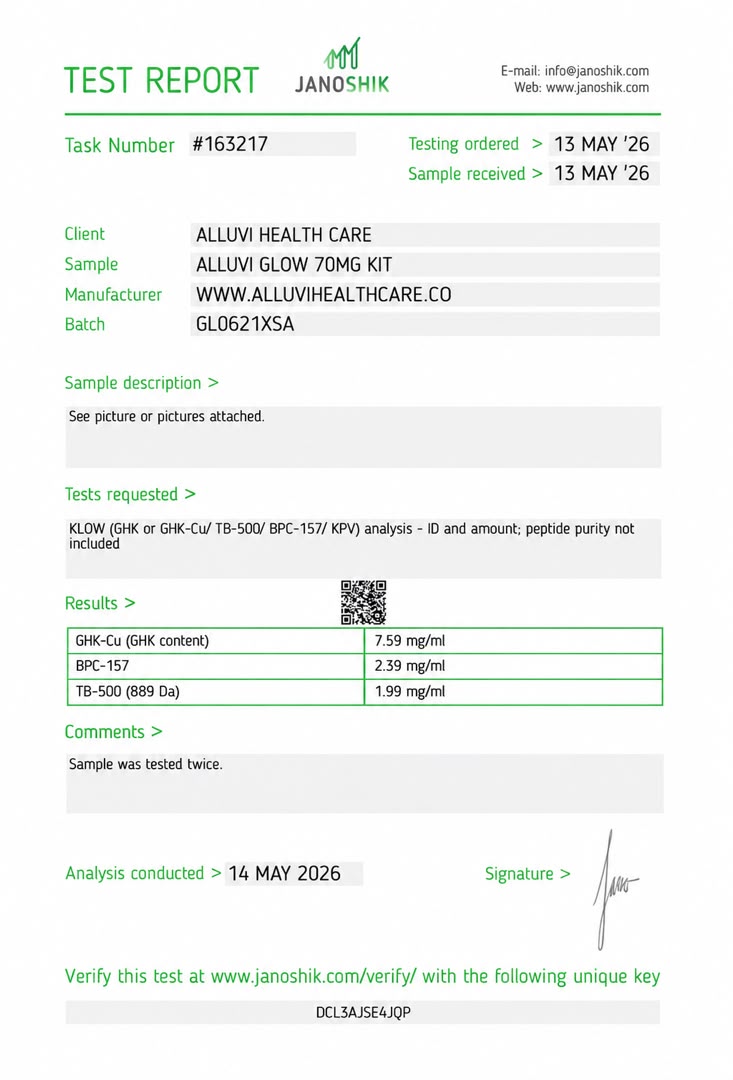 TEST REPORT
JANOSHIK
E-mail: info@janoshik.com
Web: www.janoshik.com
Task Number #163217
Testing ordered > 13 MAY '26
Sample received > 13 MAY '26
Client ALLUVI HEALTH CARE
Sample ALLUVI GLOW 70MG KIT
Manufacturer WWW.ALLUVIHEALTHCARE.CO
Batch GL0621XSA
Sample description >
See picture or pictures attached.
Tests requested >
KLOW (GHK or GHK-Cu/ TB-500/ BPC-157/ KPV) analysis - ID and amount; peptide purity not
included
Results >
GHK-Cu (GHK content) 7.59 mg/ml
BPC-157 2.39 mg/ml
TB-500 (889 Da) 1.99 mg/ml
Comments >
Sample was tested twice.
Analysis conducted > 14 MAY 2026
Signature >
Verify this test at www.janoshik.com/verify/ with the following unique key
DCL3AJSE4JQP